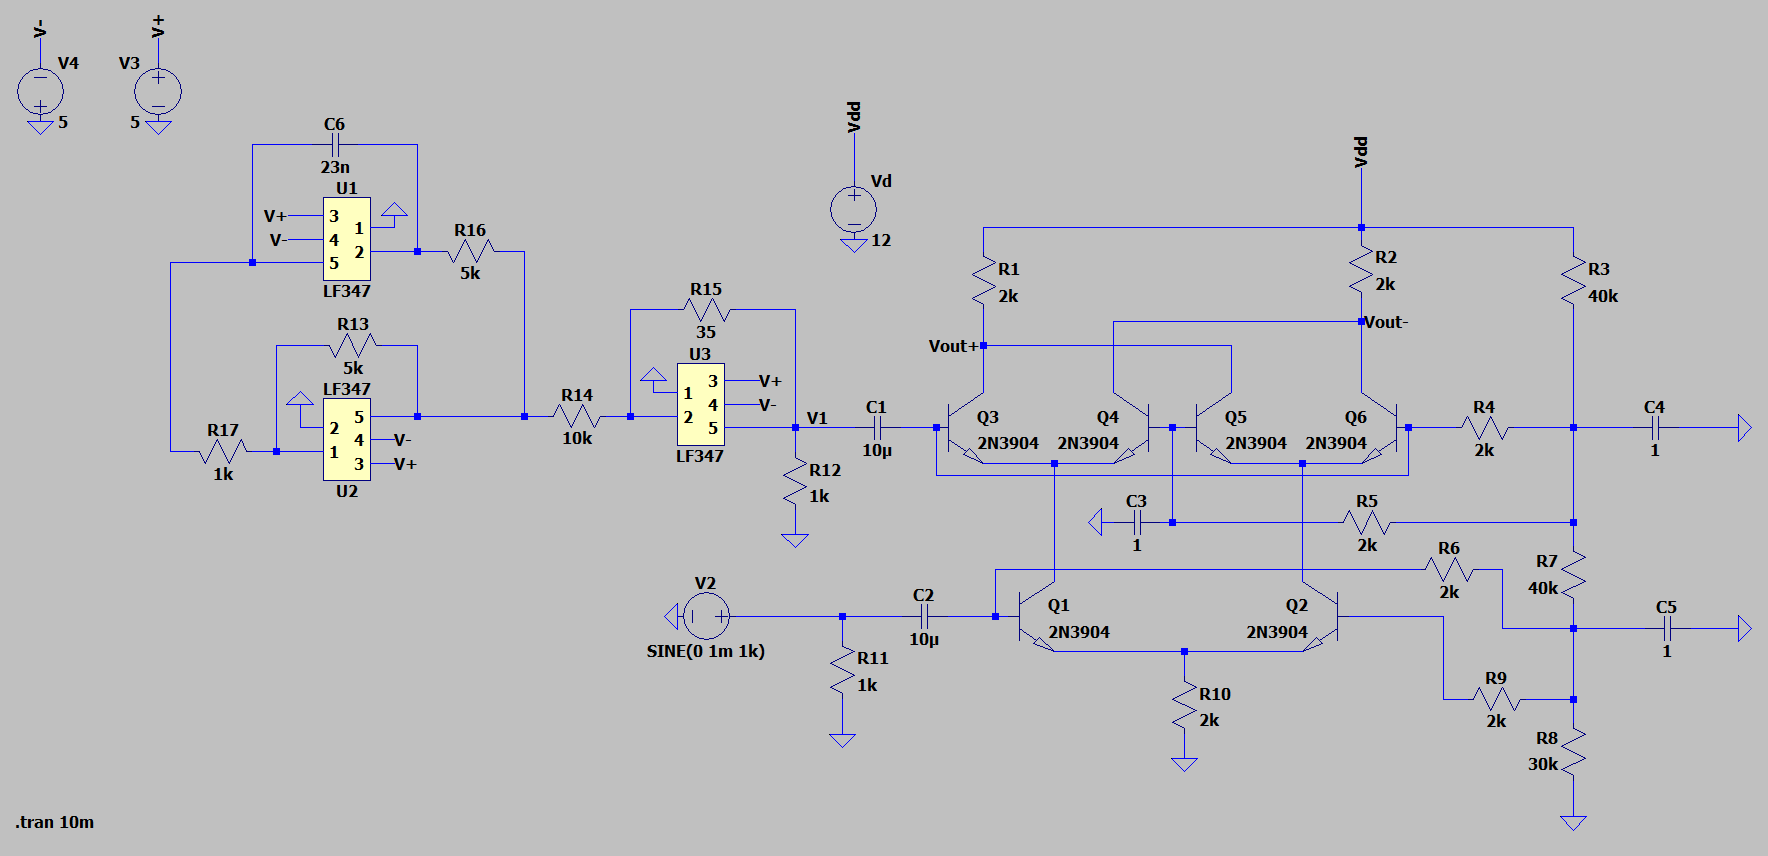 V-
V+
V4
5
V3
5
C6
23n
U1
V+
V-
3
4
5
1
2
LF347
R16
5k
R13
5k
LF347
5
4
3
2
1
V-
V+
U2
R17
1k
R14
10k
R15
35
U3
1
2
3
4
5
V+
V-
LF347
V1
R12
1k
C1
10µ
Vdd
Vd
12
Vdd
R1
2k
R2
2k
R3
40k
Vout+
Vout-
Q3
2N3904
Q4
2N3904
Q5
2N3904
Q6
2N3904
R4
2k
C4
1
C3
1
R5
2k
R6
2k
R7
40k
C5
1
V2
SINE(0 1m 1k)
C2
10µ
R11
1k
Q1
2N3904
Q2
2N3904
R10
2k
R9
2k
R8
30k
.tran 10m